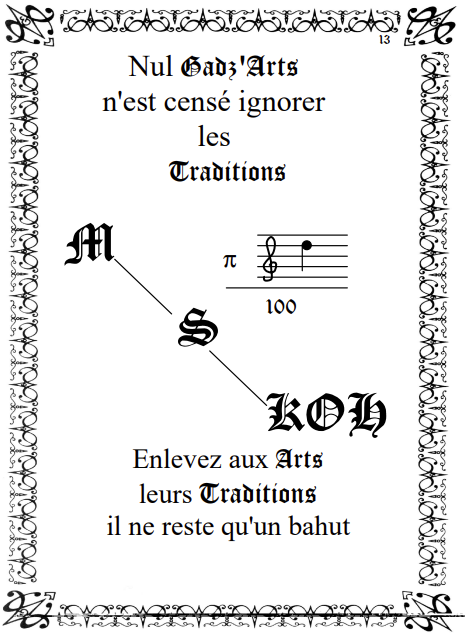 13
Nul Gadz'Arts
n'est censé ignorer
les
Traditions
M
π
100
S
KOH
Enlevez aux Arts
leurs Traditions
il ne reste qu'un bahut